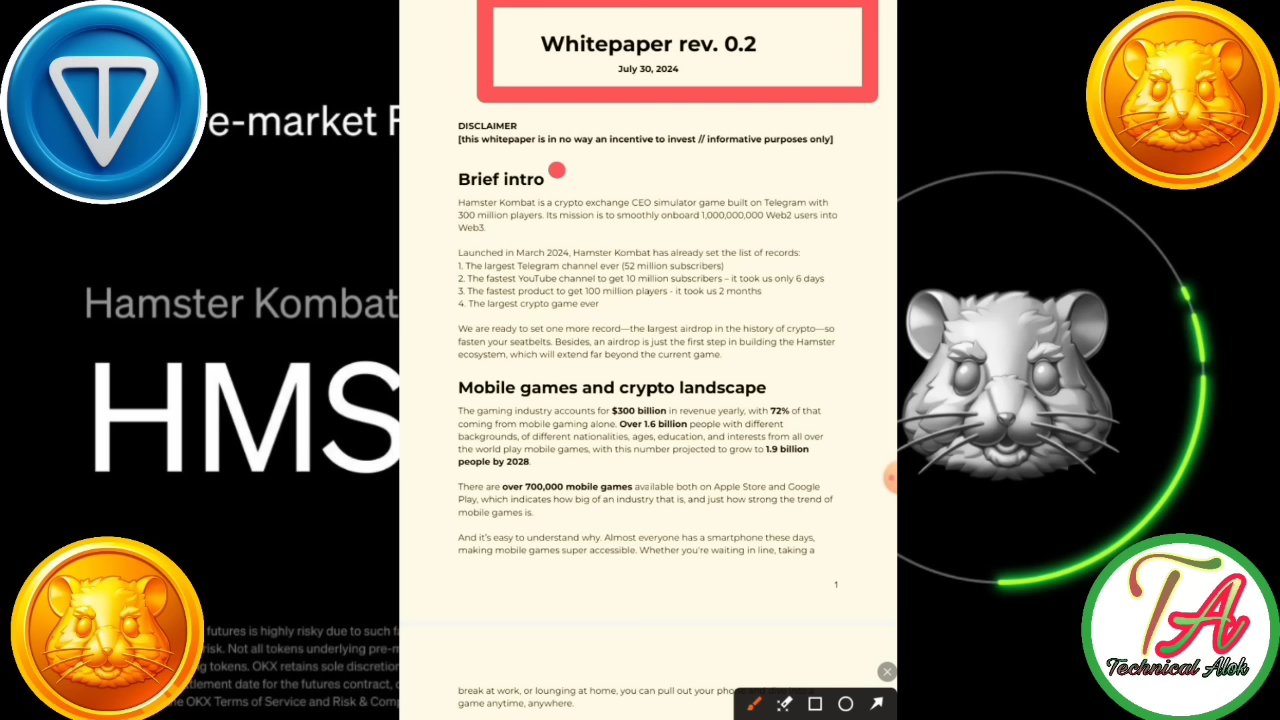 Whitepaper rev. 0.2
July 30, 2024
DISCLAIMER
[this whitepaper is in no way an incentive to invest // informative purposes only]
Brief intro
Hamster Kombat is a crypto exchange CEO simulator game built on Telegram with
300 million players. Its mission is to smoothly onboard 1,000,000,000 Web2 users into
Web3.
Launched in March 2024, Hamster Kombat has already set the list of records:
1. The largest Telegram channel ever (52 million subscribers)
2. The fastest YouTube channel to get 10 million subscribers – it took us only 6 days
3. The fastest product to get 100 million players - it took us 2 months
4. The largest crypto game ever
We are ready to set one more record—the largest airdrop in the history of crypto—so
fasten your seatbelts. Besides, an airdrop is just the first step in building the Hamster
ecosystem, which will extend far beyond the current game.
Mobile games and crypto landscape
The gaming industry accounts for $300 billion in revenue yearly, with 72% of that
coming from mobile gaming alone. Over 1.6 billion people with different
backgrounds, of different nationalities, ages, education, and interests from all over
the world play mobile games, with this number projected to grow to 1.9 billion
people by 2028.
There are over 700,000 mobile games available both on Apple Store and Google
Play, which indicates how big of an industry that is, and just how strong the trend of
mobile games is.
And it's easy to understand why. Almost everyone has a smartphone these days,
making mobile games super accessible. Whether you're waiting in line, taking a
1
break at work, or lounging at home, you can pull out your phone and
game anytime, anywhere.
e-market
Hamster Kombat
HMS
futures is highly risky due to such
risk. Not all tokens underlying
tokens. OKX retains sole
date for the futures contract,
OKX Terms of Service and Risk &
TA
Technical Alok